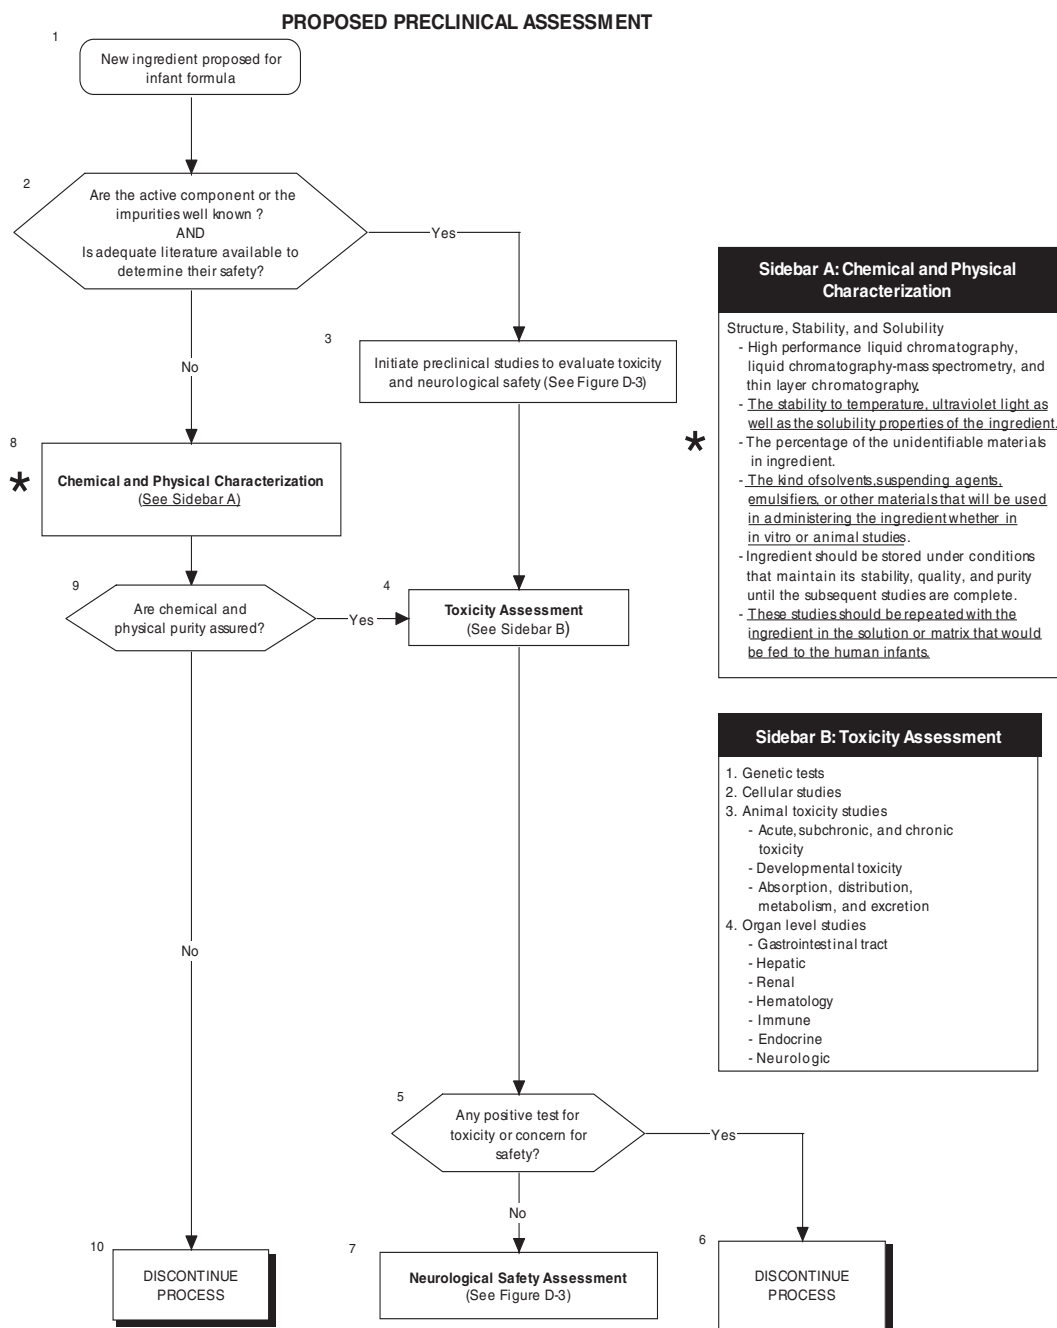 PROPOSED PRECLINICAL ASSESSMENT
1
New ingredient proposed for
infant formula
2
Are the active component or the
impurities well known ?
AND
Is adequate literature available to
determine their safety?
Yes
No
3
Initiate preclinical studies to evaluate toxicity
and neurological safety (See Figure D-3)
8
*
Chemical and Physical Characterization
(See Sidebar A)
9
Are chemical and
physical purity assured?
Yes
4
Toxicity Assessment
(See Sidebar B)
No
5
Any positive test for
toxicity or concern for
safety?
Yes
No
10
DISCONTINUE
PROCESS
7
Neurological Safety Assessment
(See Figure D-3)
6
DISCONTINUE
PROCESS
*
Sidebar A: Chemical and Physical
Characterization
Structure, Stability, and Solubility
- High performance liquid chromatography,
liquid chromatography-mass spectrometry, and
thin layer chromatography.
- The stability to temperature, ultraviolet light as
well as the solubility properties of the ingredient.
- The percentage of the unidentifiable materials
in ingredient.
- The kind of solvents, suspending agents,
emulsifiers, or other materials that will be used
in administering the ingredient whether in
in vitro or animal studies.
- Ingredient should be stored under conditions
that maintain its stability, quality, and purity
until the subsequent studies are complete.
- These studies should be repeated with the
ingredient in the solution or matrix that would
be fed to the human infants.
Sidebar B: Toxicity Assessment
1. Genetic tests
2. Cellular studies
3. Animal toxicity studies
- Acute, subchronic, and chronic
toxicity
- Developmental toxicity
- Absorption, distribution,
metabolism, and excretion
4. Organ level studies
- Gastrointestinal tract
- Hepatic
- Renal
- Hematology
- Immune
- Endocrine
- Neurologic